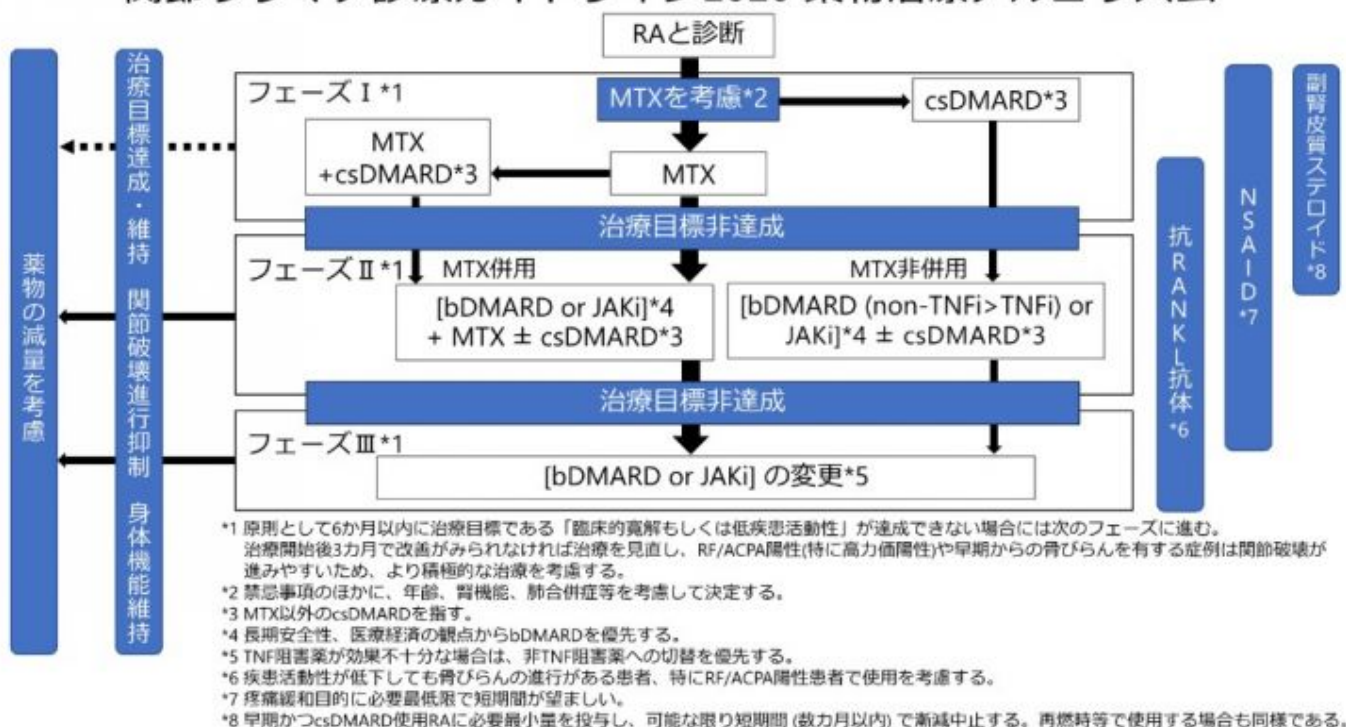 RAと診断
フェーズⅠ*1
MTXを考慮*2
csDMARD*3
MTX
+csDMARD*3
MTX
治療目標非達成
フェーズⅡ*1
MTX併用
MTX非併用
[bDMARD or JAKi]*4
+ MTX ± csDMARD*3
[bDMARD (non-TNFi>TNFi) or
JAKi]*4 ± csDMARD*3
治療目標非達成
フェーズⅢ*1
[bDMARD or JAKi] の変更*5
薬物の減量を考慮
治療目標達成・維持 関節破壊進行抑制 身体機能維持
抗RANKL抗体*6
NSAID*7
副腎皮質ステロイド*8
*1 原則として6か月以内に治療目標である「臨床的寛解もしくは低疾患活動性」が達成できない場合には次のフェーズに進む。
治療開始後3カ月で改善がみられなければ治療を見直し、RF/ACPA陽性(特に高力価陽性)や早期からの骨びらんを有する症例は関節破壊が
進みやすいため、より積極的な治療を考慮する。
*2 禁忌事項のほかに、年齢、腎機能、肺合併症等を考慮して決定する。
*3 MTX以外のcsDMARDを指す。
*4 長期安全性、医療経済の観点からbDMARDを優先する。
*5 TNF阻害薬が効果不十分な場合は、非TNF阻害薬への切替を優先する。
*6 疾患活動性が低下しても骨びらんの進行がある患者、特にRF/ACPA陽性患者で使用を考慮する。
*7 疼痛緩和目的に必要最低限で短期間が望ましい。
*8 早期かつcsDMARD使用RAに必要最小量を投与し、可能な限り短期間 (数カ月以内) で漸減中止する。再燃時等で使用する場合も同様である。